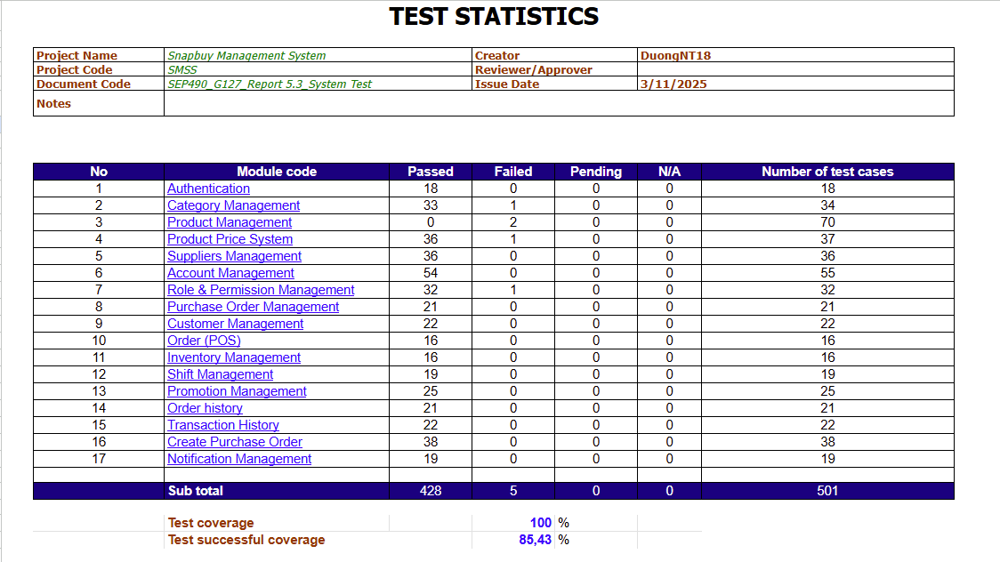 TEST STATISTICS
Project Name Snapbuy Management System Creator DuongNT18
Project Code SMSS Reviewer/Approver
Document Code SEP490_G127_Report 5.3_System Test Issue Date 3/11/2025
Notes
No Module code Passed Failed Pending N/A Number of test cases
1 Authentication 18 0 0 0 18
2 Category Management 33 1 0 0 34
3 Product Management 0 2 0 0 70
4 Product Price System 36 1 0 0 37
5 Suppliers Management 36 0 0 0 36
6 Account Management 54 0 0 0 55
7 Role & Permission Management 32 1 0 0 32
8 Purchase Order Management 21 0 0 0 21
9 Customer Management 22 0 0 0 22
10 Order (POS) 16 0 0 0 16
11 Inventory Management 16 0 0 0 16
12 Shift Management 19 0 0 0 19
13 Promotion Management 25 0 0 0 25
14 Order history 21 0 0 0 21
15 Transaction History 22 0 0 0 22
16 Create Purchase Order 38 0 0 0 38
17 Notification Management 19 0 0 0 19
Sub total 428 5 0 0 501
Test coverage 100 %
Test successful coverage 85,43 %